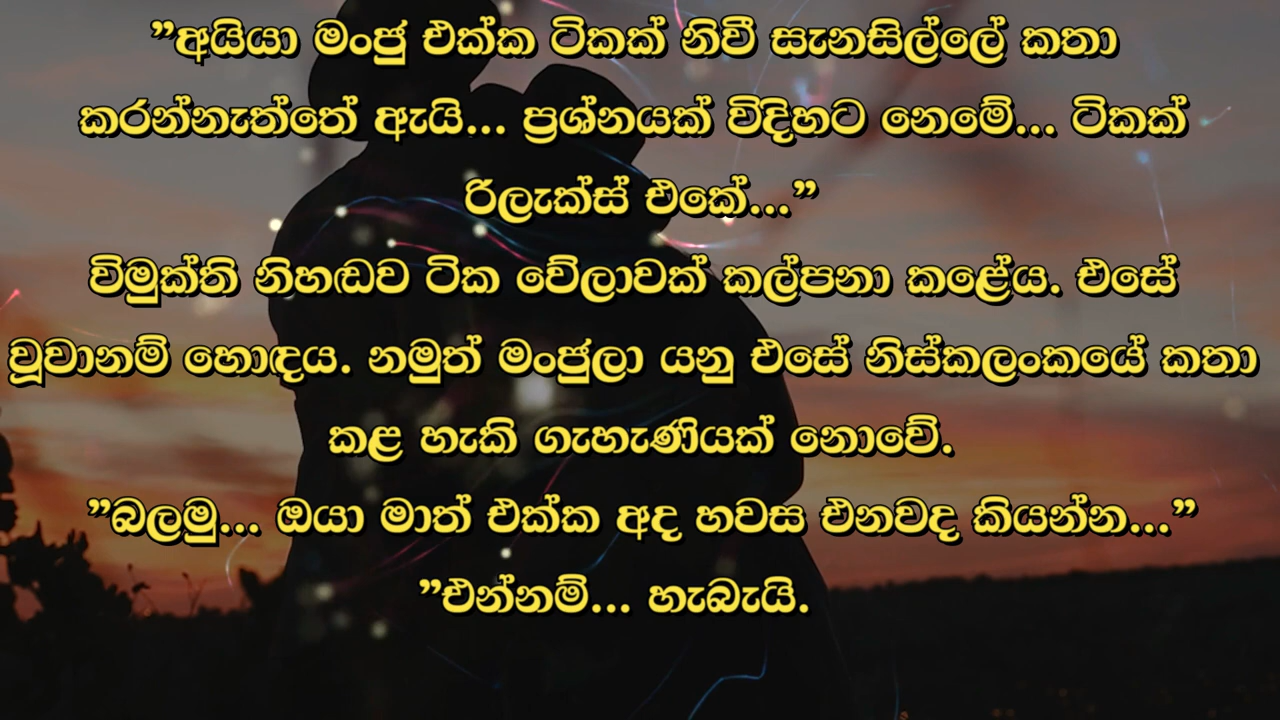 ”අයියා මංජු එක්ක ටිකක් නිවී සැනසිල්ලේ කතා
කරන්නැත්තේ ඇයි... ප්‍රශ්නයක් විදිහට නෙමේ... ටිකක්
රිලැක්ස් එකේ...”
විමුක්ති නිහඬව ටික වේලාවක් කල්පනා කළේය. එසේ
වූවානම් හොඳය. නමුත් මංජුලා යනු එසේ නිස්කලංකයේ කතා
කළ හැකි ගැහැණියක් නොවේ.
”බලමු... ඔයා මාත් එක්ක අද හවස එනවද කියන්න...”
”එන්නම්... හැබැයි.